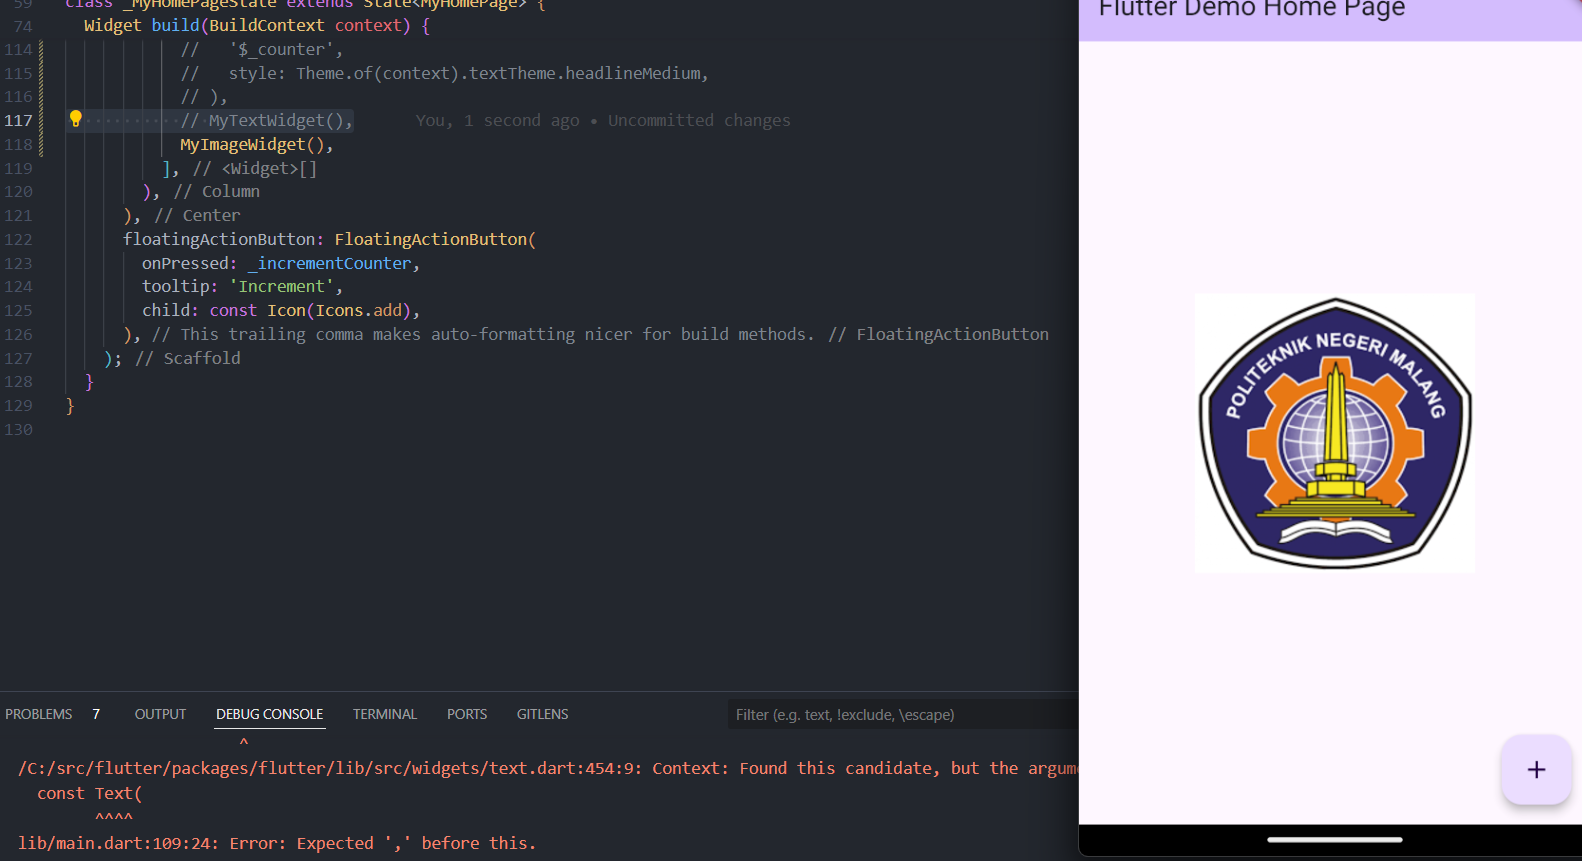 59 class _MyHomePageState extends State<MyHomePage> {
74 Widget build(BuildContext context) {
114 //   '$_counter',
115 //   style: Theme.of(context).textTheme.headlineMedium,
116 // ),
117 // MyTextWidget(), You, 1 second ago • Uncommitted changes
118 MyImageWidget(),
119 ], // <Widget>[]
120 ), // Column
121 ), // Center
122 floatingActionButton: FloatingActionButton(
123 onPressed: _incrementCounter,
124 tooltip: 'Increment',
125 child: const Icon(Icons.add),
126 ), // This trailing comma makes auto-formatting nicer for build methods. // FloatingActionButton
127 ); // Scaffold
128 }
129 }
130
PROBLEMS 7 OUTPUT DEBUG CONSOLE TERMINAL PORTS GITLENS Filter (e.g. text, !exclude, \escape)
^
/C:/src/flutter/packages/flutter/lib/src/widgets/text.dart:454:9: Context: Found this candidate, but the argum
const Text(
^^^^
lib/main.dart:109:24: Error: Expected ',' before this.
Flutter Demo Home Page
POLITEKNIK NEGERI MALANG
+